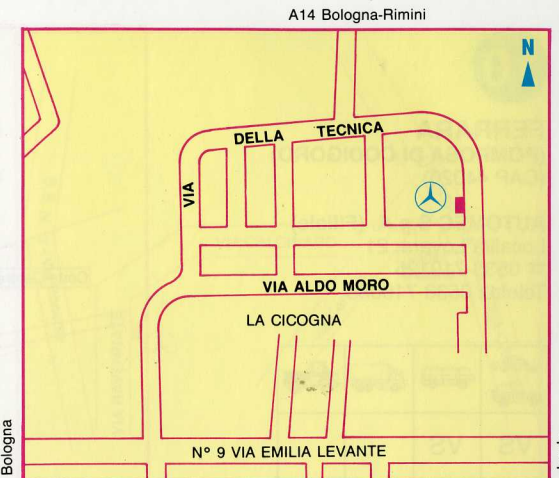 A14 Bologna-Rimini
N
VIA DELLA TECNICA
VIA ALDO MORO
LA CICOGNA
N° 9 VIA EMILIA LEVANTE
Bologna